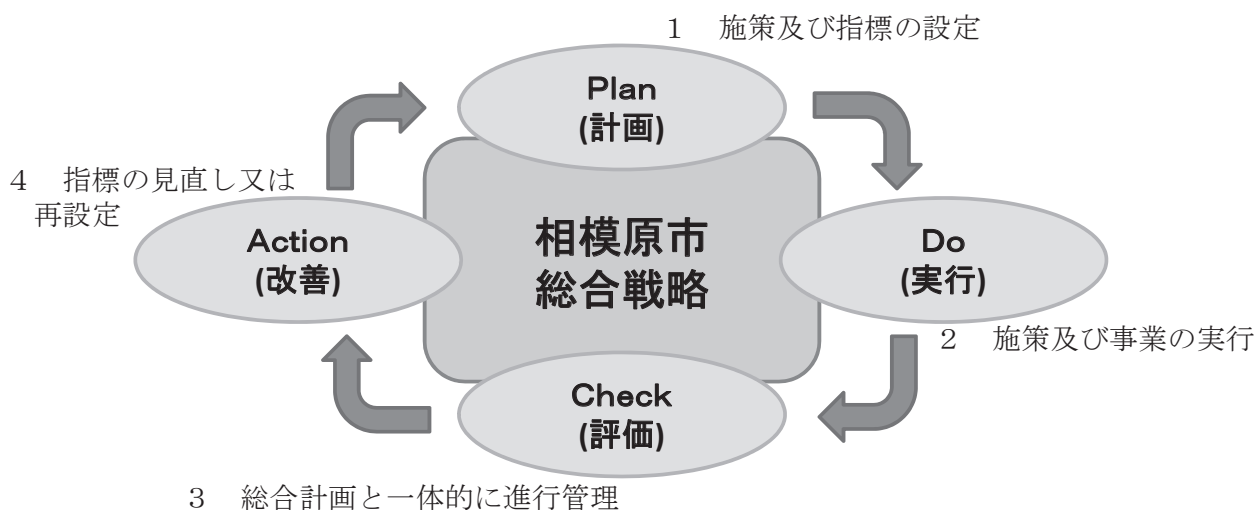 1　施策及び指標の設定
Plan
(計画)
4　指標の見直し又は
再設定
Action
(改善)
相模原市
総合戦略
Do
(実行)
2　施策及び事業の実行
Check
(評価)
3　総合計画と一体的に進行管理